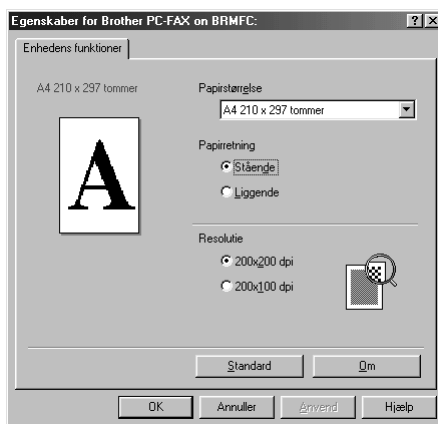 Egenskaber for Brother PC-FAX on BRMFC:
Enhedens funktioner
A4 210 x 297 tommer
A
Papirstørrelse
A4 210 x 297 tommer
Papirretning
Stående
Liggende
Resolutie
200x200 dpi
200x100 dpi
Standard
Om
OK
Annuller
Anvend
Hjælp